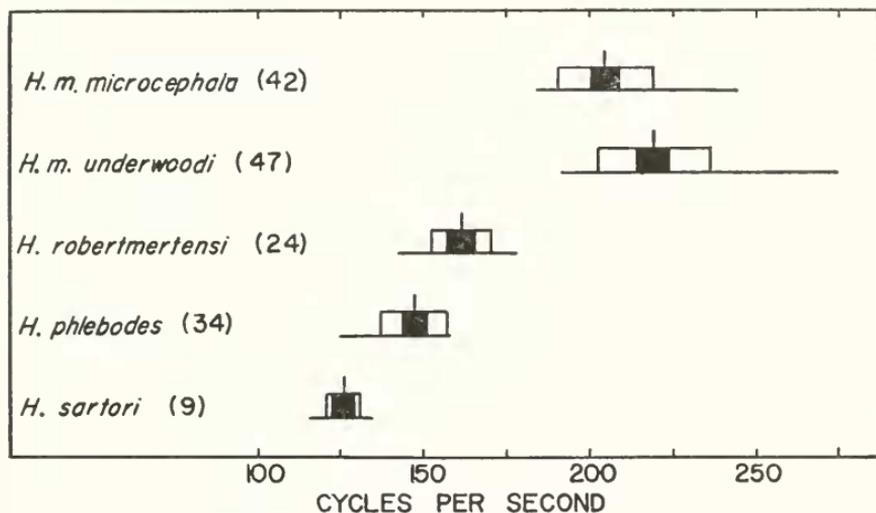 H. m. microcephala (42)
H. m. underwoodi (47)
H. robertmertensi (24)
H. phlebodes (34)
H. sartori (9)
100 150 200 250
CYCLES PER SECOND